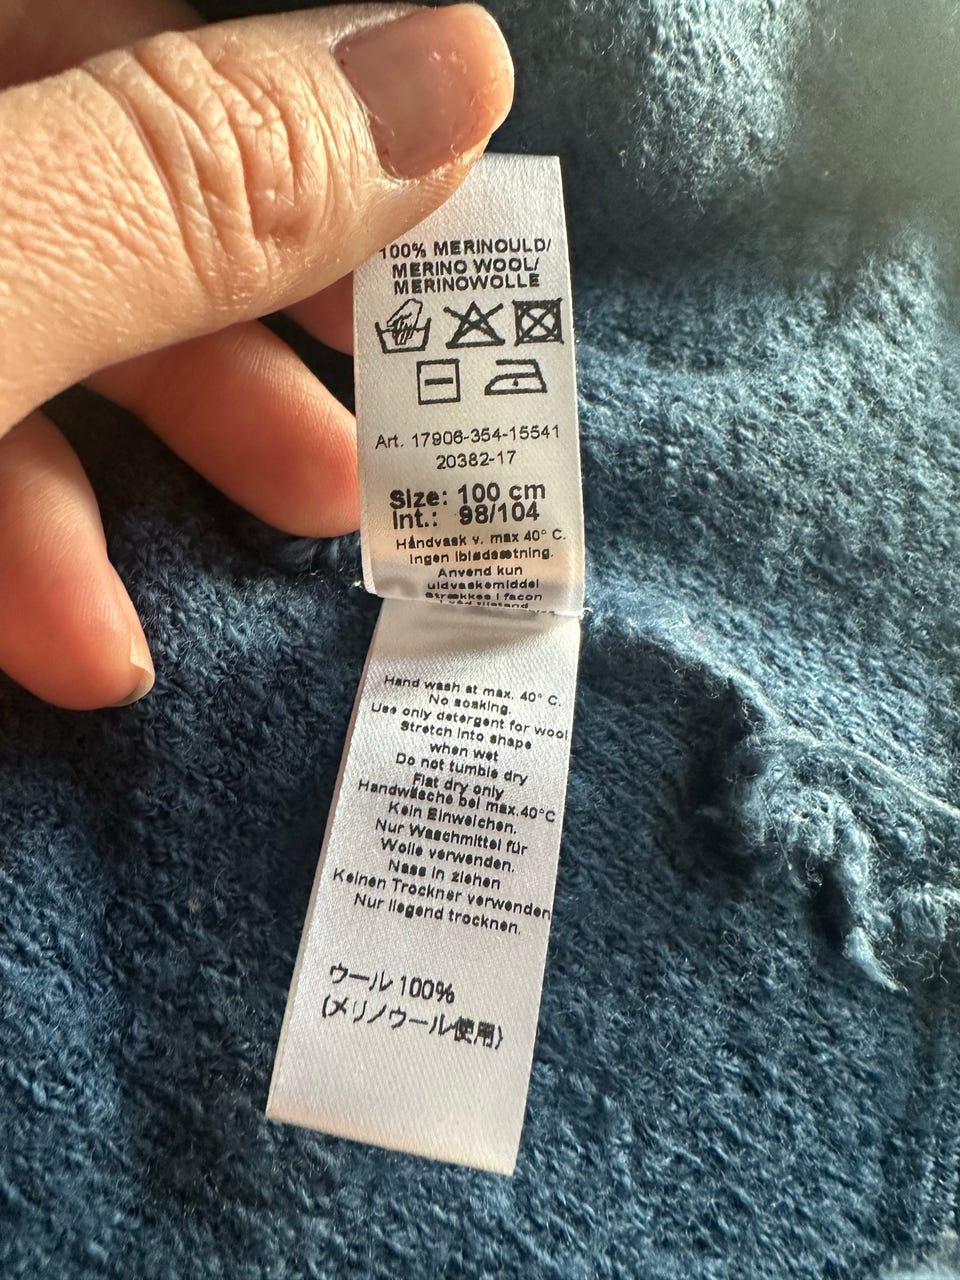 100% MERINOULD/
MERINO WOOL/
MERINOWOLLE
Art. 17906-354-15541
20382-17
Size: 100 cm
Int.: 98/104
Håndvask v. max 40° C.
Ingen iblødsætning.
Anvend kun
uldvaskemiddel
Strækkes i facon
i våd tilstand
Hand wash at max. 40° C.
No soaking.
Use only detergent for wool
Stretch into shape
when wet
Do not tumble dry
Flat dry only
Handwäsche bei max.40°C
Kein Einweichen.
Nur Waschmittel für
Wolle verwenden.
Nass in ziehen
Keinen Trockner verwenden
Nur liegend trocknen.
ウール 100%
(メリノウール使用)